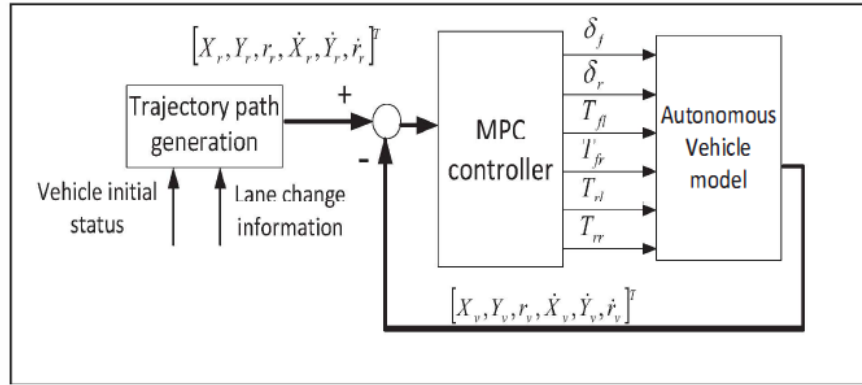 [X_r, Y_r, r_r, Ẋ_r, Ẏ_r, ṙ_r]^T
Trajectory path
generation
+
-
Vehicle initial
status
Lane change
information
MPC
controller
δ_f
δ_r
T_fl
T_fr
T_rl
T_rr
Autonomous
Vehicle
model
[X_v, Y_v, r_v, Ẋ_v, Ẏ_v, ṙ_v]^T